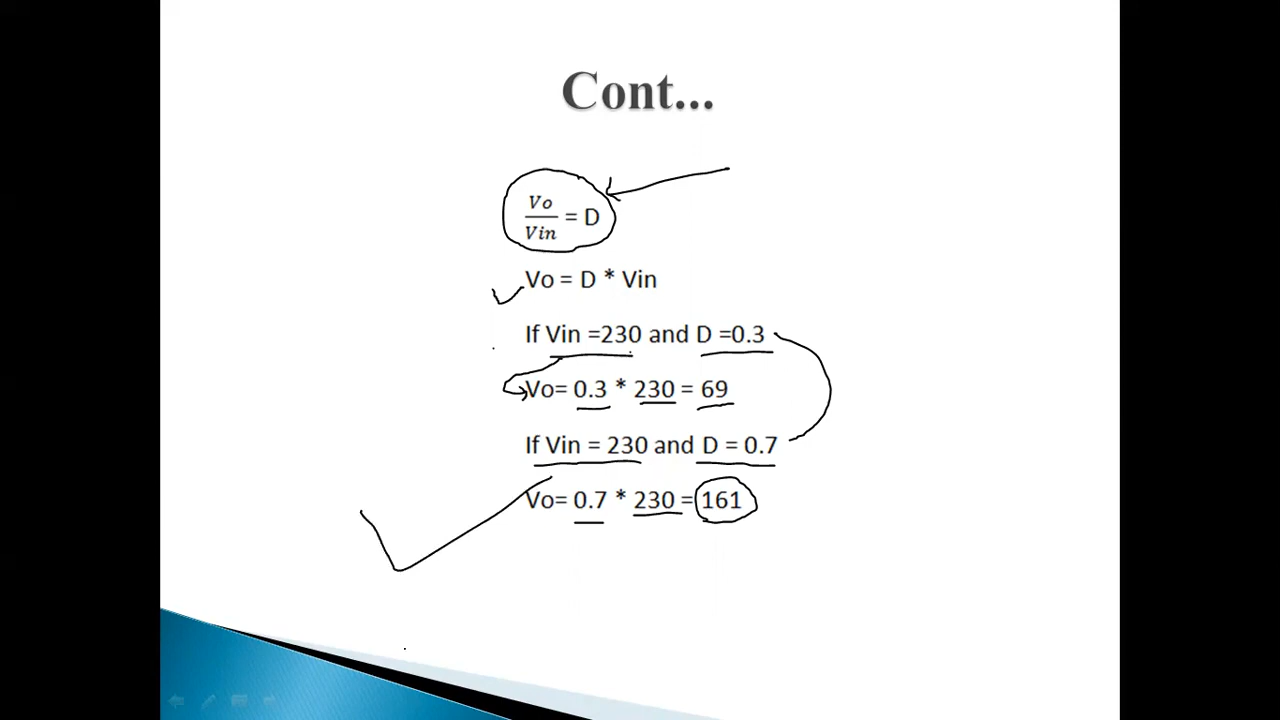 Cont...
Vo
Vin = D
Vo = D * Vin
If Vin =230 and D =0.3
Vo= 0.3 * 230 = 69
If Vin = 230 and D = 0.7
Vo= 0.7 * 230 = 161